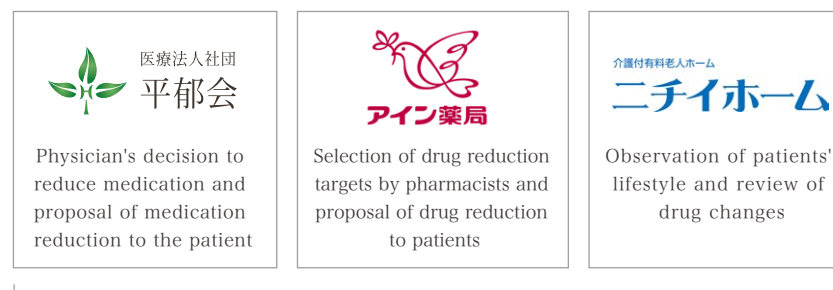 医療法人社団
平郁会
Physician's decision to
reduce medication and
proposal of medication
reduction to the patient
アイン薬局
Selection of drug reduction
targets by pharmacists and
proposal of drug reduction
to patients
介護付有料老人ホーム
ニチイホーム
Observation of patients'
lifestyle and review of
drug changes